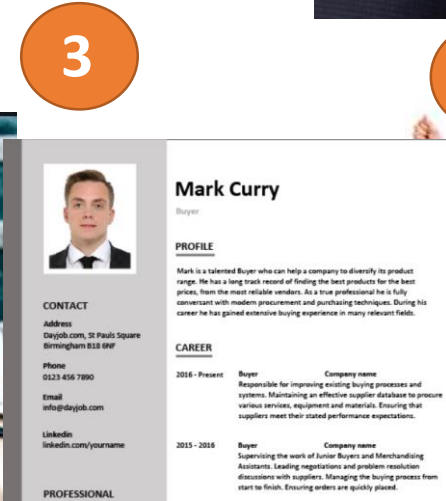 3
Mark Curry
Buyer
PROFILE
Mark is a talented Buyer who can help a company to diversify its product
range. He has a long track record of finding the best products for the best
prices, from the most reliable vendors. As a true professional he is fully
conversant with modern procurement and purchasing techniques. During his
career he has gained extensive buying experience in many relevant fields.
CONTACT
Address
Dayjob.com, St Pauls Square
Birmingham B18 6NF
Phone
0123 456 7890
Email
info@dayjob.com
Linkedin
linkedin.com/yourname
PROFESSIONAL
CAREER
2016 - Present Buyer Company name
Responsible for improving existing buying processes and
systems. Maintaining an effective supplier database to procure
various services, equipment and materials. Ensuring that
suppliers meet their stated performance expectations.
2015 - 2016 Buyer Company name
Supervising the work of Junior Buyers and Merchandising
Assistants. Leading negotiations and problem resolution
discussions with suppliers. Managing the buying process from
start to finish. Ensuring orders are quickly placed.